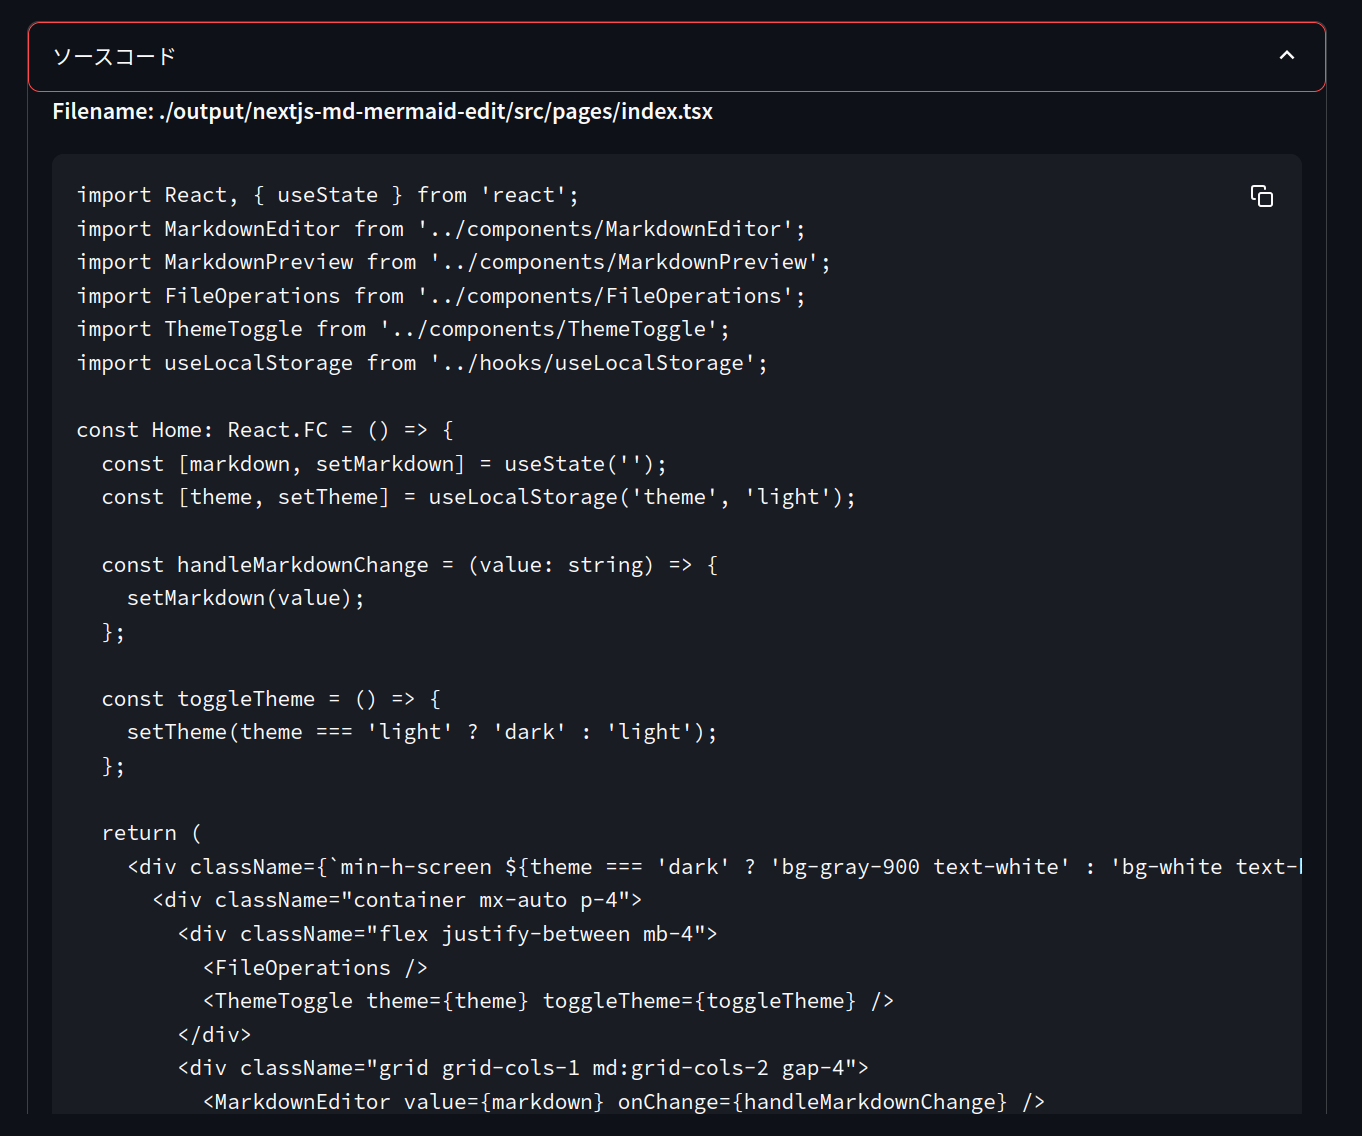 ソースコード
Filename: ./output/nextjs-md-mermaid-edit/src/pages/index.tsx
import React, { useState } from 'react';
import MarkdownEditor from '../components/MarkdownEditor';
import MarkdownPreview from '../components/MarkdownPreview';
import FileOperations from '../components/FileOperations';
import ThemeToggle from '../components/ThemeToggle';
import useLocalStorage from '../hooks/useLocalStorage';

const Home: React.FC = () => {
  const [markdown, setMarkdown] = useState('');
  const [theme, setTheme] = useLocalStorage('theme', 'light');

  const handleMarkdownChange = (value: string) => {
    setMarkdown(value);
  };

  const toggleTheme = () => {
    setTheme(theme === 'light' ? 'dark' : 'light');
  };

  return (
    <div className={`min-h-screen ${theme === 'dark' ? 'bg-gray-900 text-white' : 'bg-white text-
      <div className="container mx-auto p-4">
        <div className="flex justify-between mb-4">
          <FileOperations />
          <ThemeToggle theme={theme} toggleTheme={toggleTheme} />
        </div>
        <div className="grid grid-cols-1 md:grid-cols-2 gap-4">
          <MarkdownEditor value={markdown} onChange={handleMarkdownChange} />